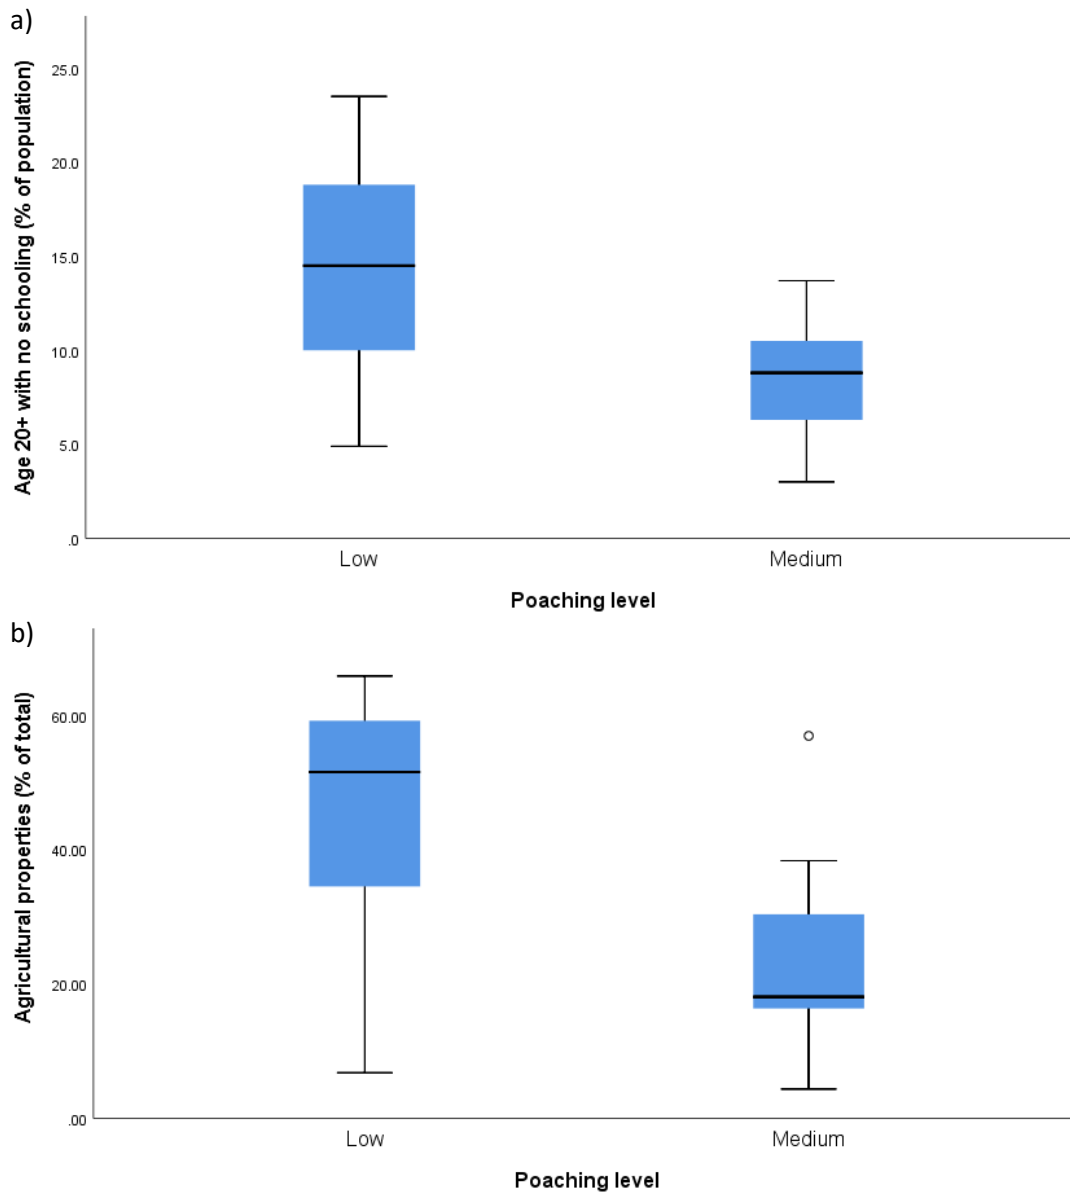 a)
Age 20+ with no schooling (% of population)
25.0
20.0
15.0
10.0
5.0
.0
Low Medium
Poaching level
b)
Agricultural properties (% of total)
60.00
40.00
20.00
.00
Low Medium
Poaching level